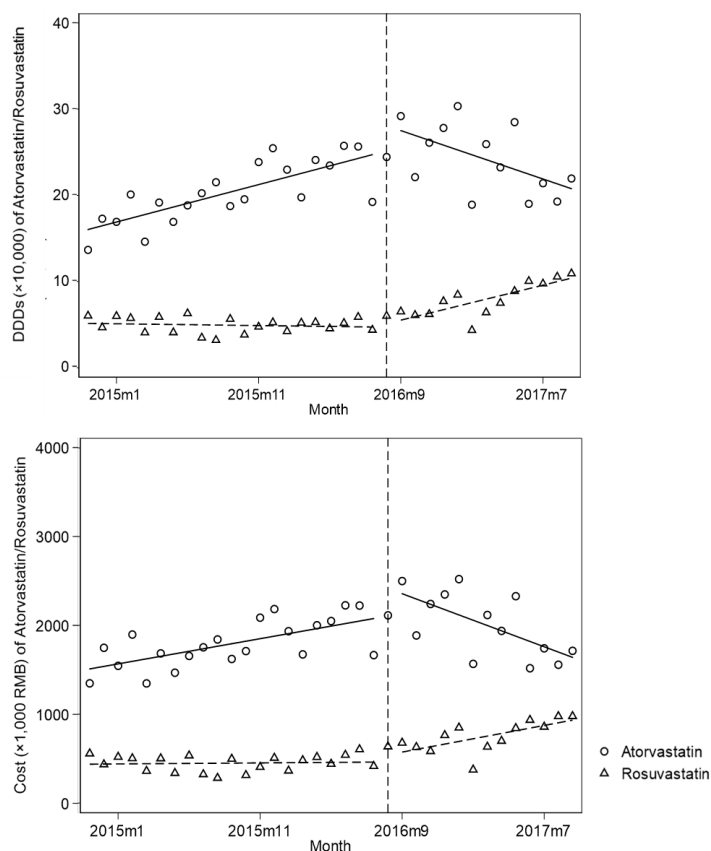 40
30
20
10
0
DDDs (×10,000) of Atorvastatin/Rosuvastatin
2015m1
2015m11
2016m9
2017m7
Month
4000
3000
2000
1000
0
Cost (×1,000 RMB) of Atorvastatin/Rosuvastatin
2015m1
2015m11
2016m9
2017m7
Month
Atorvastatin
Rosuvastatin